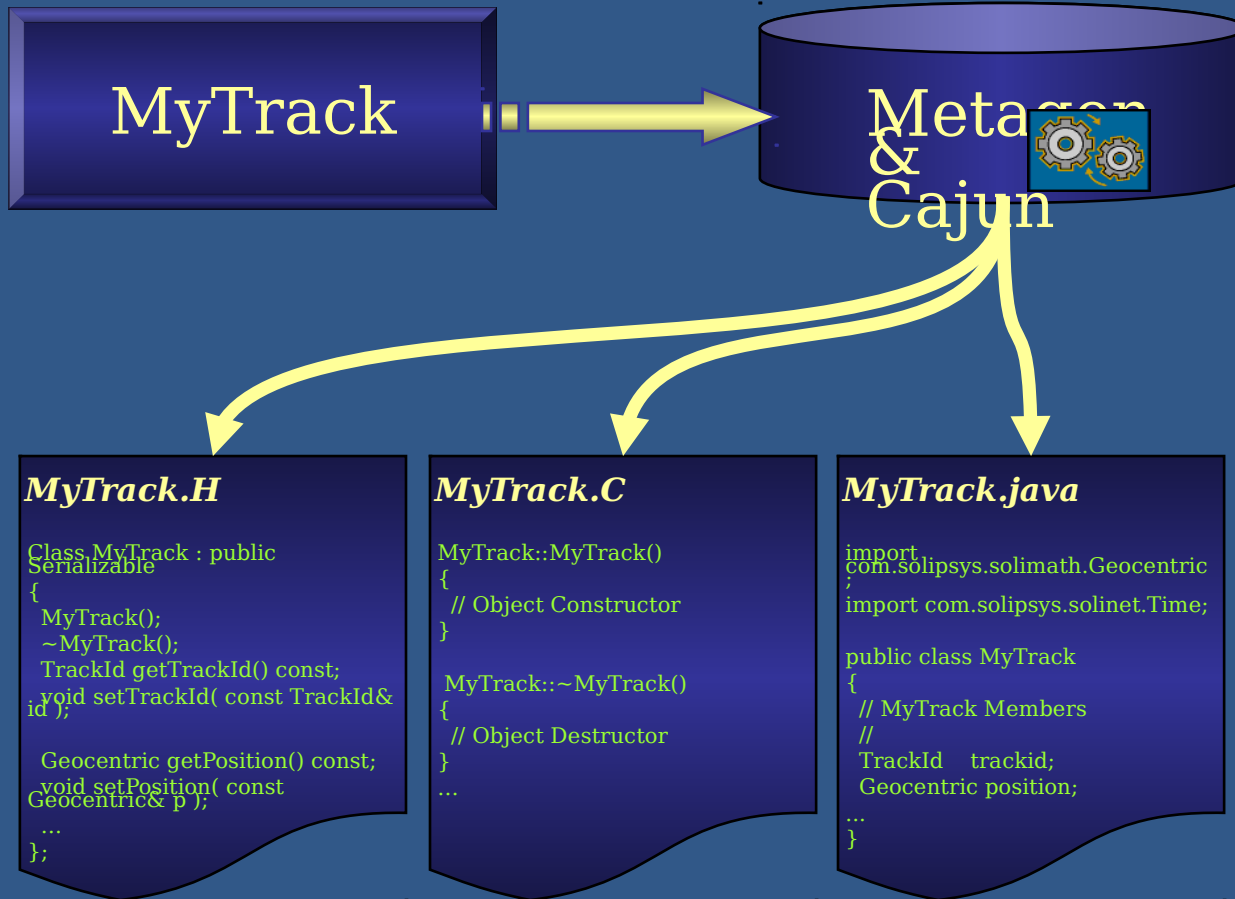 MyTrack
Metagen
&
Cajun
MyTrack.H
Class MyTrack : public
Serializable
{
MyTrack();
~MyTrack();
TrackId getTrackId() const;
void setTrackId( const TrackId&
id );
Geocentric getPosition() const;
void setPosition( const
Geocentric& p );
...
};
MyTrack.C
MyTrack::MyTrack()
{
// Object Constructor
}
MyTrack::~MyTrack()
{
// Object Destructor
}
...
MyTrack.java
import
com.solipsys.solimath.Geocentric
;
import com.solipsys.solinet.Time;
public class MyTrack
{
// MyTrack Members
//
TrackId trackid;
Geocentric position;
...
}